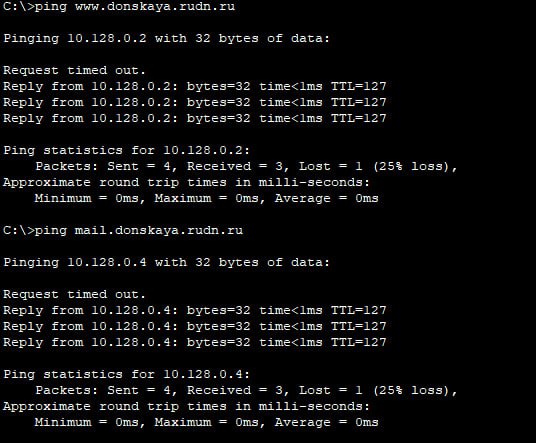 C:\>ping www.donskaya.rudn.ru
Pinging 10.128.0.2 with 32 bytes of data:
Request timed out.
Reply from 10.128.0.2: bytes=32 time<1ms TTL=127
Reply from 10.128.0.2: bytes=32 time<1ms TTL=127
Reply from 10.128.0.2: bytes=32 time<1ms TTL=127
Ping statistics for 10.128.0.2:
Packets: Sent = 4, Received = 3, Lost = 1 (25% loss),
Approximate round trip times in milli-seconds:
Minimum = 0ms, Maximum = 0ms, Average = 0ms
C:\>ping mail.donskaya.rudn.ru
Pinging 10.128.0.4 with 32 bytes of data:
Request timed out.
Reply from 10.128.0.4: bytes=32 time<1ms TTL=127
Reply from 10.128.0.4: bytes=32 time<1ms TTL=127
Reply from 10.128.0.4: bytes=32 time<1ms TTL=127
Ping statistics for 10.128.0.4:
Packets: Sent = 4, Received = 3, Lost = 1 (25% loss),
Approximate round trip times in milli-seconds:
Minimum = 0ms, Maximum = 0ms, Average = 0ms